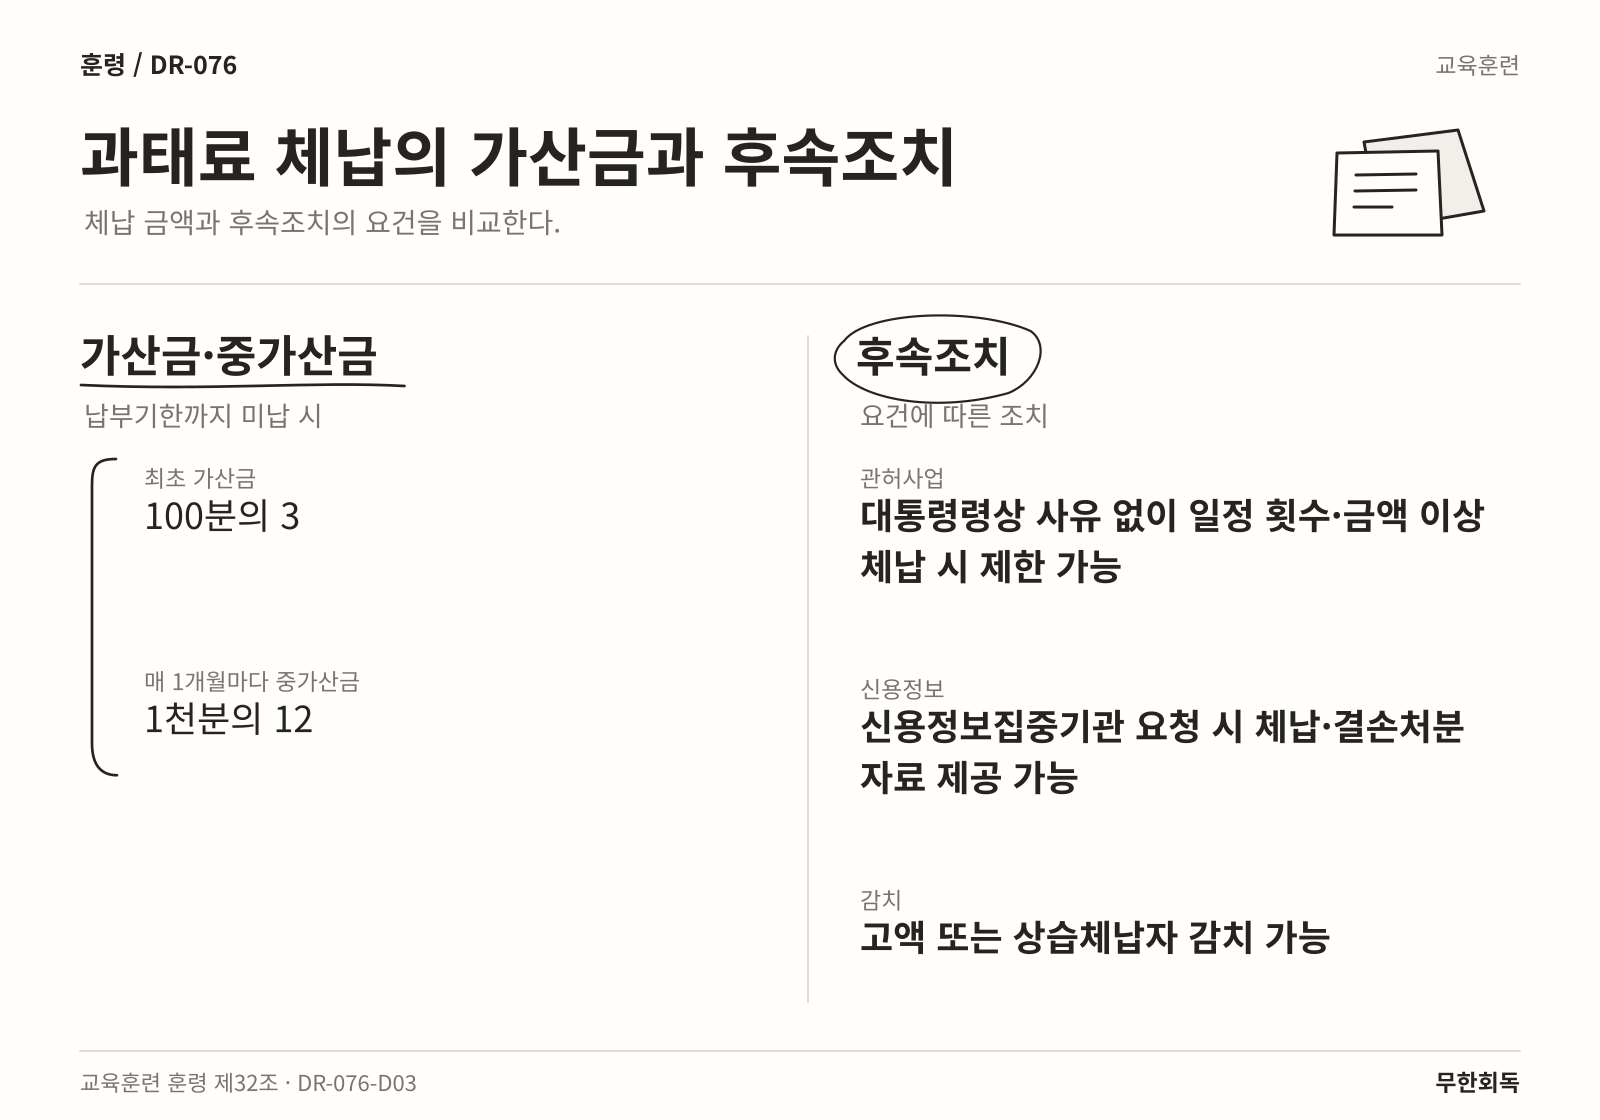 훈령 / DR-076
교육훈련
과태료 체납의 가산금과 후속조치
체납 금액과 후속조치의 요건을 비교한다.
가산금·중가산금
납부기한까지 미납 시
최초 가산금
100분의 3
매 1개월마다 중가산금
1천분의 12
후속조치
요건에 따른 조치
관허사업
대통령령상 사유 없이 일정 횟수·금액 이상
체납 시 제한 가능
신용정보
신용정보집중기관 요청 시 체납·결손처분
자료 제공 가능
감치
고액 또는 상습체납자 감치 가능
교육훈련 훈령 제32조 · DR-076-D03
무한회독